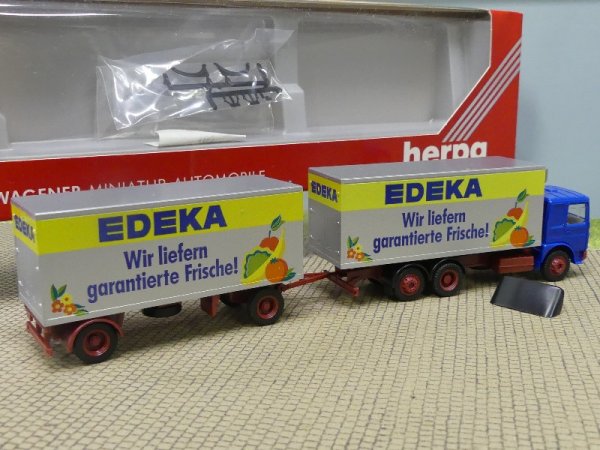 herpa
WAGENER MINIATUR AUTOMOBILE
EDEKA
EDEKA
Wir liefern
garantierte Frische!
EDEKA
EDEKA
Wir liefern
garantierte Frische!